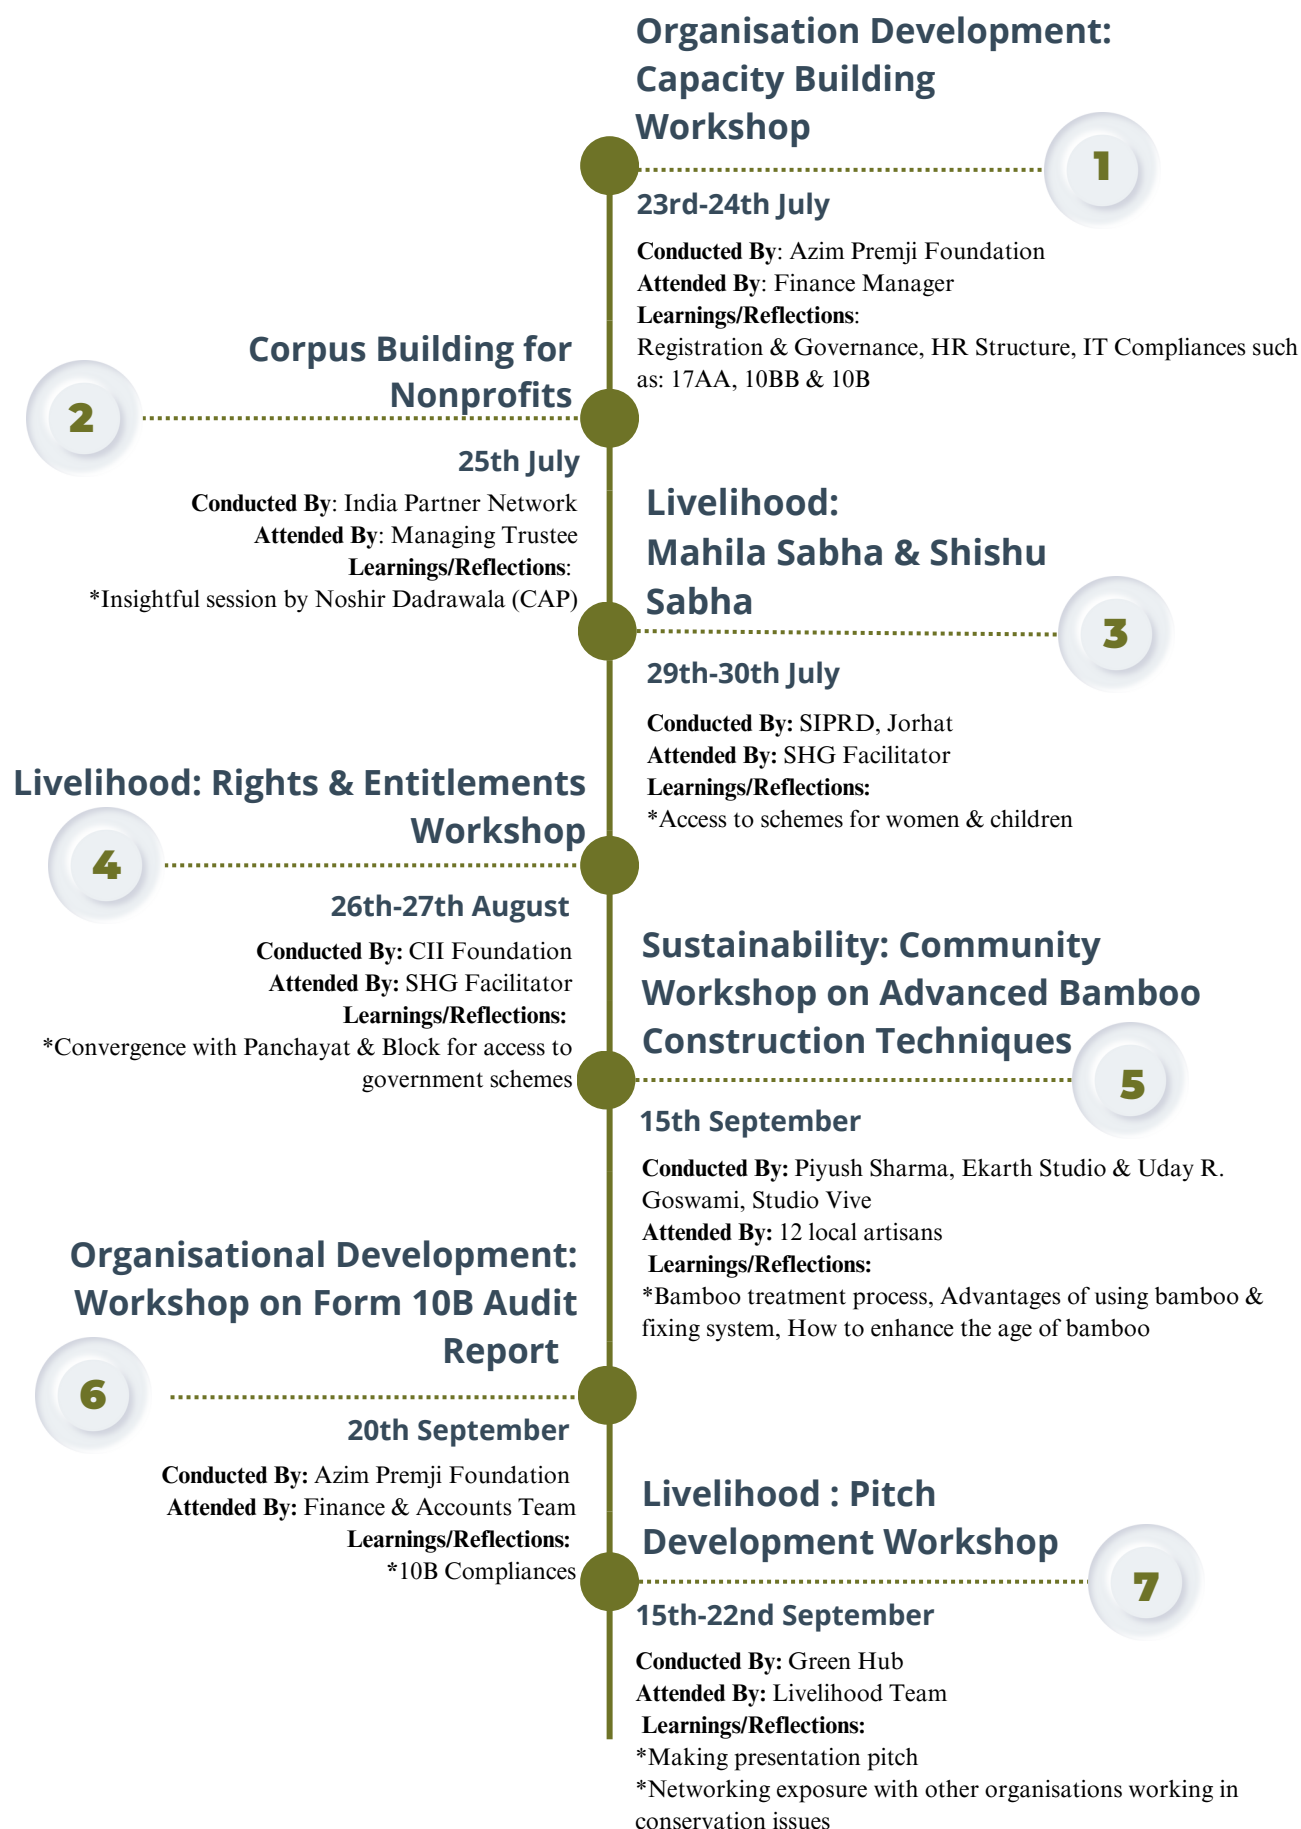 Organisation Development:
Capacity Building
Workshop
1
23rd-24th July
Conducted By: Azim Premji Foundation
Attended By: Finance Manager
Learnings/Reflections:
Registration & Governance, HR Structure, IT Compliances such
as: 17AA, 10BB & 10B
Corpus Building for
Nonprofits
2
25th July
Conducted By: India Partner Network
Attended By: Managing Trustee
Learnings/Reflections:
*Insightful session by Noshir Dadrawala (CAP)
Livelihood:
Mahila Sabha & Shishu
Sabha
3
29th-30th July
Conducted By: SIPRD, Jorhat
Attended By: SHG Facilitator
Learnings/Reflections:
*Access to schemes for women & children
Livelihood: Rights & Entitlements
Workshop
4
26th-27th August
Conducted By: CII Foundation
Attended By: SHG Facilitator
Learnings/Reflections:
*Convergence with Panchayat & Block for access to
government schemes
Sustainability: Community
Workshop on Advanced Bamboo
Construction Techniques
5
15th September
Conducted By: Piyush Sharma, Ekarth Studio & Uday R.
Goswami, Studio Vive
Attended By: 12 local artisans
Learnings/Reflections:
*Bamboo treatment process, Advantages of using bamboo &
fixing system, How to enhance the age of bamboo
Organisational Development:
Workshop on Form 10B Audit
Report
6
20th September
Conducted By: Azim Premji Foundation
Attended By: Finance & Accounts Team
Learnings/Reflections:
*10B Compliances
Livelihood : Pitch
Development Workshop
7
15th-22nd September
Conducted By: Green Hub
Attended By: Livelihood Team
Learnings/Reflections:
*Making presentation pitch
*Networking exposure with other organisations working in
conservation issues